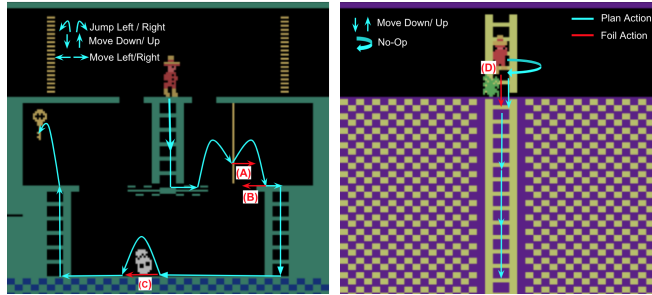 Jump Left / Right
Move Down/ Up
Move Left/Right
(A)
(B)
(C)
Move Down/ Up
No-Op
Plan Action
Foil Action
(D)